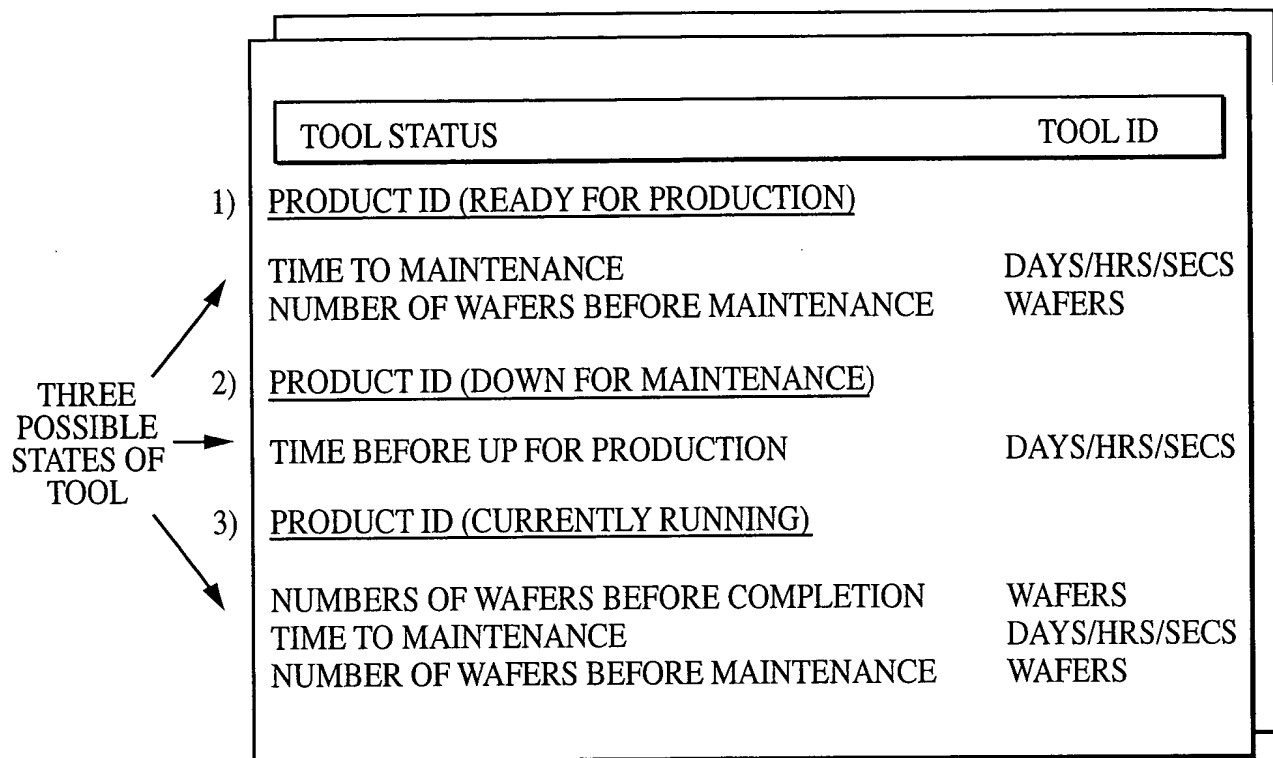 TOOL STATUS TOOL ID
1) PRODUCT ID (READY FOR PRODUCTION)
TIME TO MAINTENANCE DAYS/HRS/SECS
NUMBER OF WAFERS BEFORE MAINTENANCE WAFERS
2) PRODUCT ID (DOWN FOR MAINTENANCE)
TIME BEFORE UP FOR PRODUCTION DAYS/HRS/SECS
3) PRODUCT ID (CURRENTLY RUNNING)
NUMBERS OF WAFERS BEFORE COMPLETION WAFERS
TIME TO MAINTENANCE DAYS/HRS/SECS
NUMBER OF WAFERS BEFORE MAINTENANCE WAFERS
THREE
POSSIBLE
STATES OF
TOOL